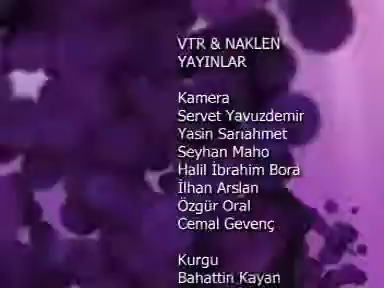 VTR & NAKLEN
YAYINLAR
Kamera
Servet Yavuzdemir
Yasin Sarıahmet
Seyhan Maho
Halil İbrahim Bora
İlhan Arslan
Özgür Oral
Cemal Gevenç
Kurgu
Bahattin Kayan